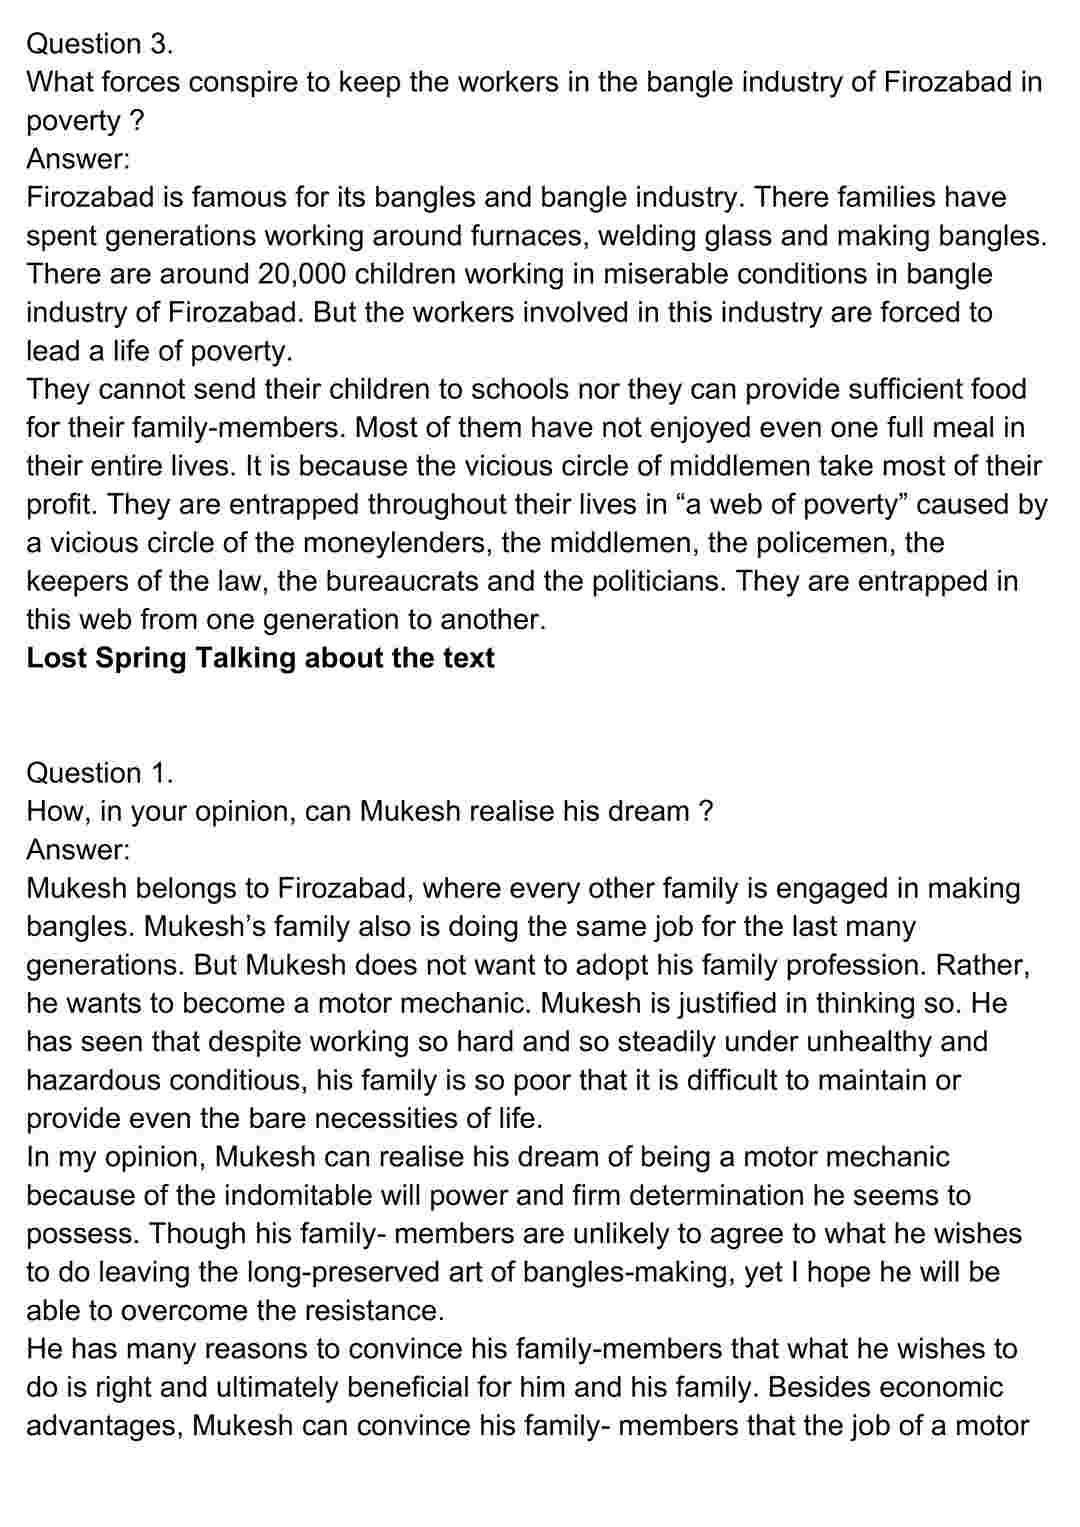 Question 3.
What forces conspire to keep the workers in the bangle industry of Firozabad in
poverty ?
Answer:
Firozabad is famous for its bangles and bangle industry. There families have
spent generations working around furnaces, welding glass and making bangles.
There are around 20,000 children working in miserable conditions in bangle
industry of Firozabad. But the workers involved in this industry are forced to
lead a life of poverty.
They cannot send their children to schools nor they can provide sufficient food
for their family-members. Most of them have not enjoyed even one full meal in
their entire lives. It is because the vicious circle of middlemen take most of their
profit. They are entrapped throughout their lives in “a web of poverty” caused by
a vicious circle of the moneylenders, the middlemen, the policemen, the
keepers of the law, the bureaucrats and the politicians. They are entrapped in
this web from one generation to another.
Lost Spring Talking about the text
Question 1.
How, in your opinion, can Mukesh realise his dream ?
Answer:
Mukesh belongs to Firozabad, where every other family is engaged in making
bangles. Mukesh’s family also is doing the same job for the last many
generations. But Mukesh does not want to adopt his family profession. Rather,
he wants to become a motor mechanic. Mukesh is justified in thinking so. He
has seen that despite working so hard and so steadily under unhealthy and
hazardous conditious, his family is so poor that it is difficult to maintain or
provide even the bare necessities of life.
In my opinion, Mukesh can realise his dream of being a motor mechanic
because of the indomitable will power and firm determination he seems to
possess. Though his family- members are unlikely to agree to what he wishes
to do leaving the long-preserved art of bangles-making, yet I hope he will be
able to overcome the resistance.
He has many reasons to convince his family-members that what he wishes to
do is right and ultimately beneficial for him and his family. Besides economic
advantages, Mukesh can convince his family- members that the job of a motor